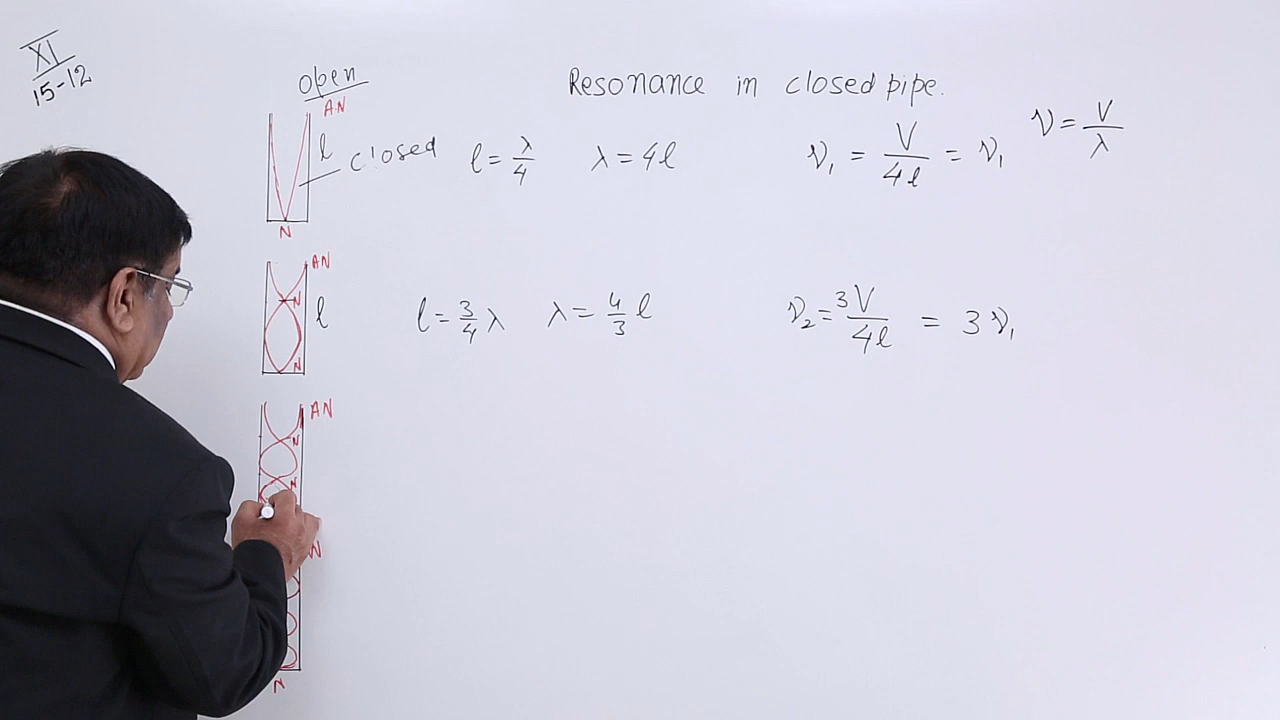 XI
15-12
open
Resonance in closed pipe.
AN
l
closed
l = λ/4
λ = 4l
ν₁ = V/4l = ν₁
ν = V/λ
N
AN
N
l
N
l = 3/4 λ
λ = 4/3 l
ν₂ = 3V/4l = 3ν₁
AN
N
N
N
N